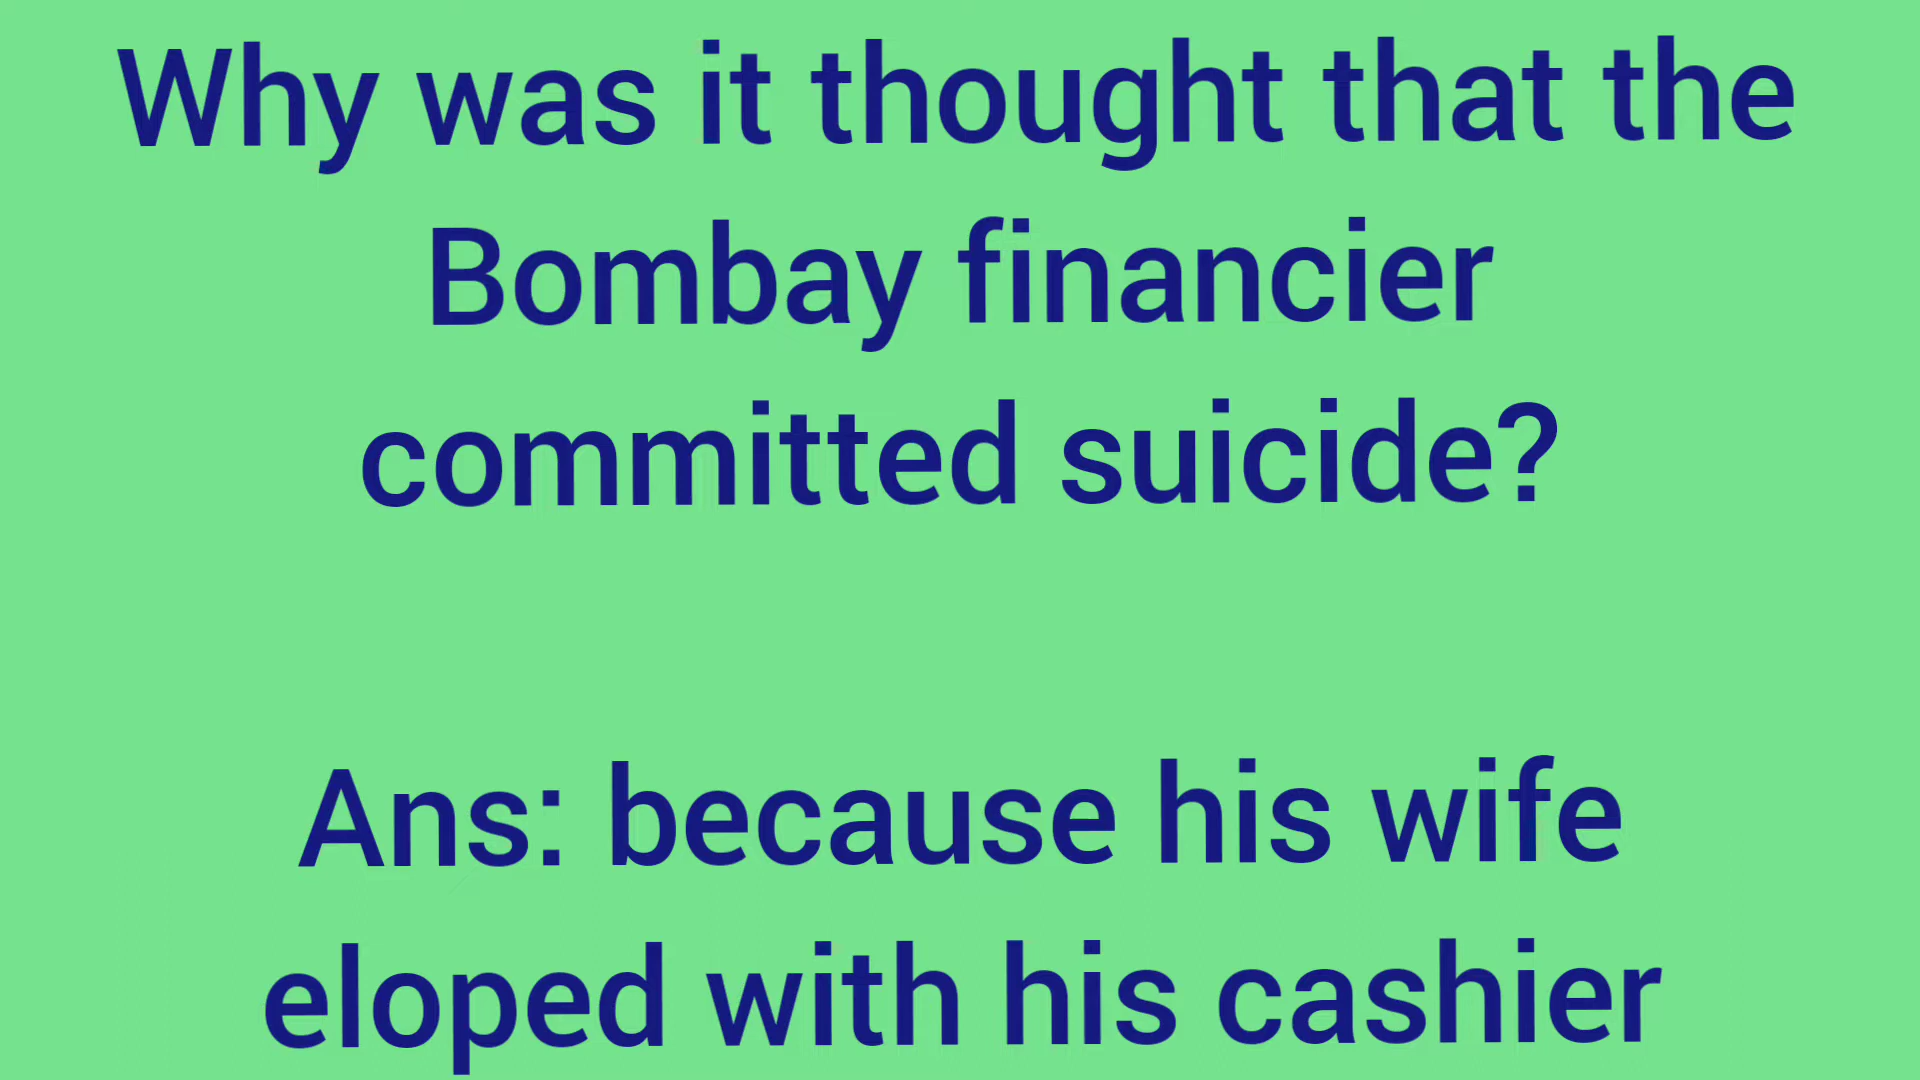 Why was it thought that the
Bombay financier
committed suicide?
Ans: because his wife
eloped with his cashier